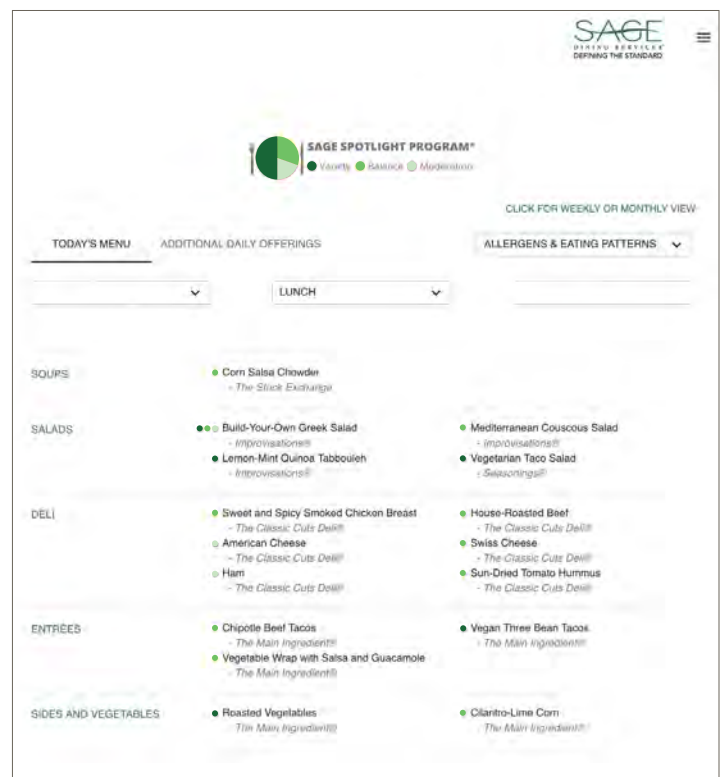 SAGE
DINING SERVICES
DEFINING THE STANDARD
SAGE SPOTLIGHT PROGRAM®
Variety Balance Moderation
CLICK FOR WEEKLY OR MONTHLY VIEW
TODAY'S MENU ADDITIONAL DAILY OFFERINGS ALLERGENS & EATING PATTERNS
LUNCH
SOUPS
Corn Salsa Chowder
- The Stock Exchange
SALADS
Build-Your-Own Greek Salad
- Improvisations®
Lemon-Mint Quinoa Tabbouleh
- Improvisations®
Mediterranean Couscous Salad
- Improvisations®
Vegetarian Taco Salad
- Seasonings®
DELI
Sweet and Spicy Smoked Chicken Breast
- The Classic Cuts Deli®
American Cheese
- The Classic Cuts Deli®
Ham
- The Classic Cuts Deli®
House-Roasted Beef
- The Classic Cuts Deli®
Swiss Cheese
- The Classic Cuts Deli®
Sun-Dried Tomato Hummus
- The Classic Cuts Deli®
ENTRÉES
Chipotle Beef Tacos
- The Main Ingredient®
Vegetable Wrap with Salsa and Guacamole
- The Main Ingredient®
Vegan Three Bean Tacos
- The Main Ingredient®
SIDES AND VEGETABLES
Roasted Vegetables
- The Main Ingredient®
Cilantro-Lime Corn
- The Main Ingredient®